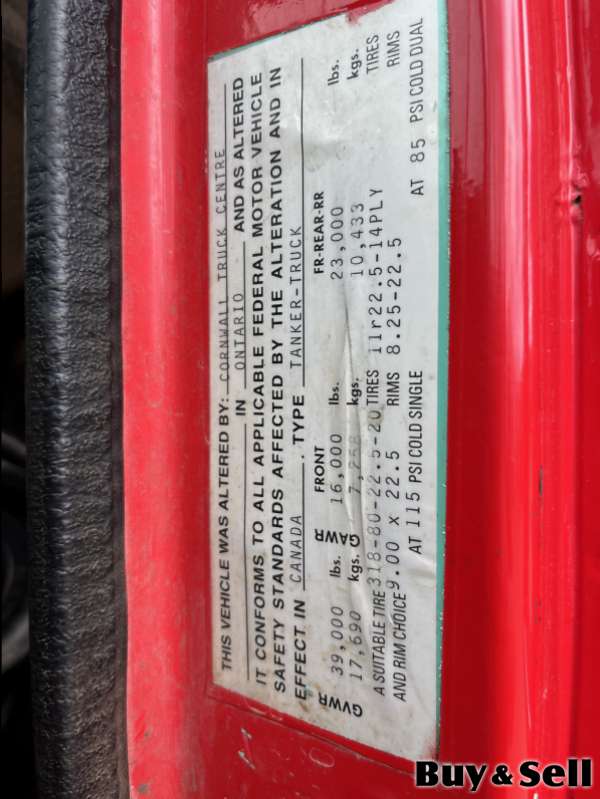 THIS VEHICLE WAS ALTERED BY: CORNWALL TRUCK CENTRE
IN ONTARIO AND AS ALTERED
IT CONFORMS TO ALL APPLICABLE FEDERAL MOTOR VEHICLE
SAFETY STANDARDS AFFECTED BY THE ALTERATION AND IN
EFFECT IN CANADA . TYPE TANKER-TRUCK
FRONT FR-REAR-RR
GVWR 39,000 lbs. GAWR 16,000 lbs. 23,000 lbs.
17,690 kgs. 7,258 kgs. 10,433 kgs.
A SUITABLE TIRE 318-80-22.5-20 TIRES 11r22.5-14PLY TIRES
AND RIM CHOICE 9.00 x 22.5 RIMS 8.25-22.5 RIMS
AT 115 PSI COLD SINGLE AT 85 PSI COLD DUAL
Buy & Sell